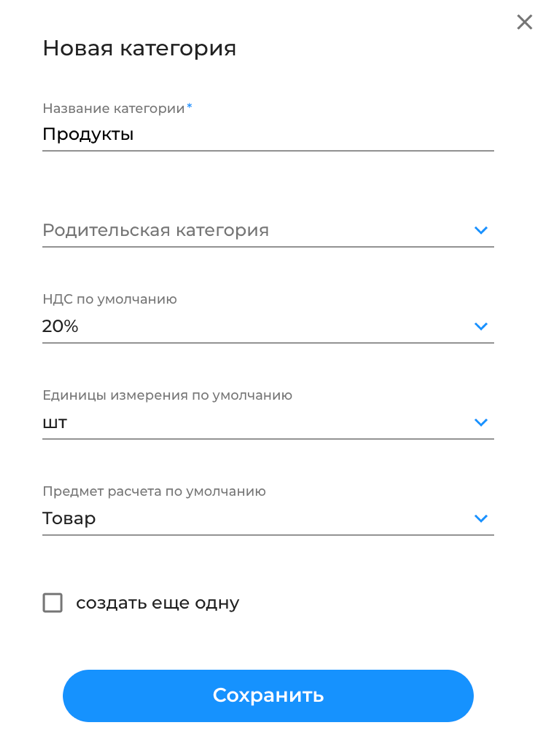 Новая категория
Название категории*
Продукты
Родительская категория
НДС по умолчанию
20%
Единицы измерения по умолчанию
шт
Предмет расчета по умолчанию
Товар
создать еще одну
Сохранить